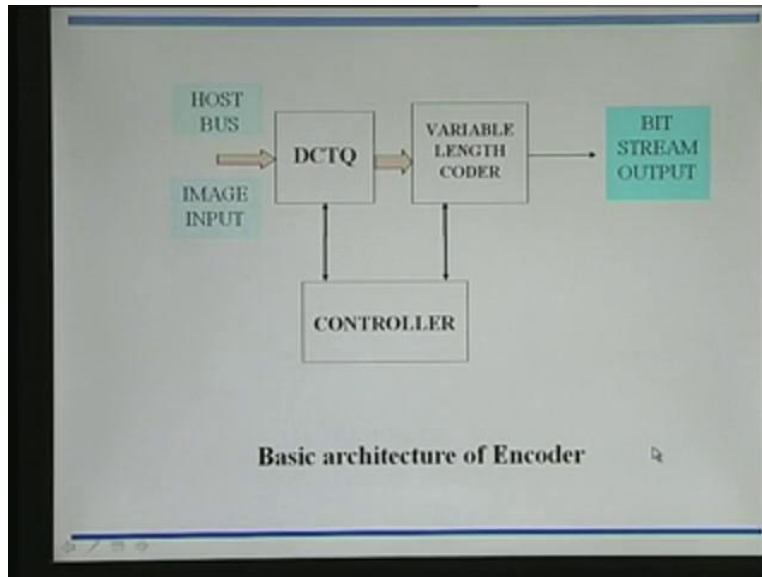 HOST
BUS
IMAGE
INPUT
DCTQ
VARIABLE
LENGTH
CODER
BIT
STREAM
OUTPUT
CONTROLLER
Basic architecture of Encoder